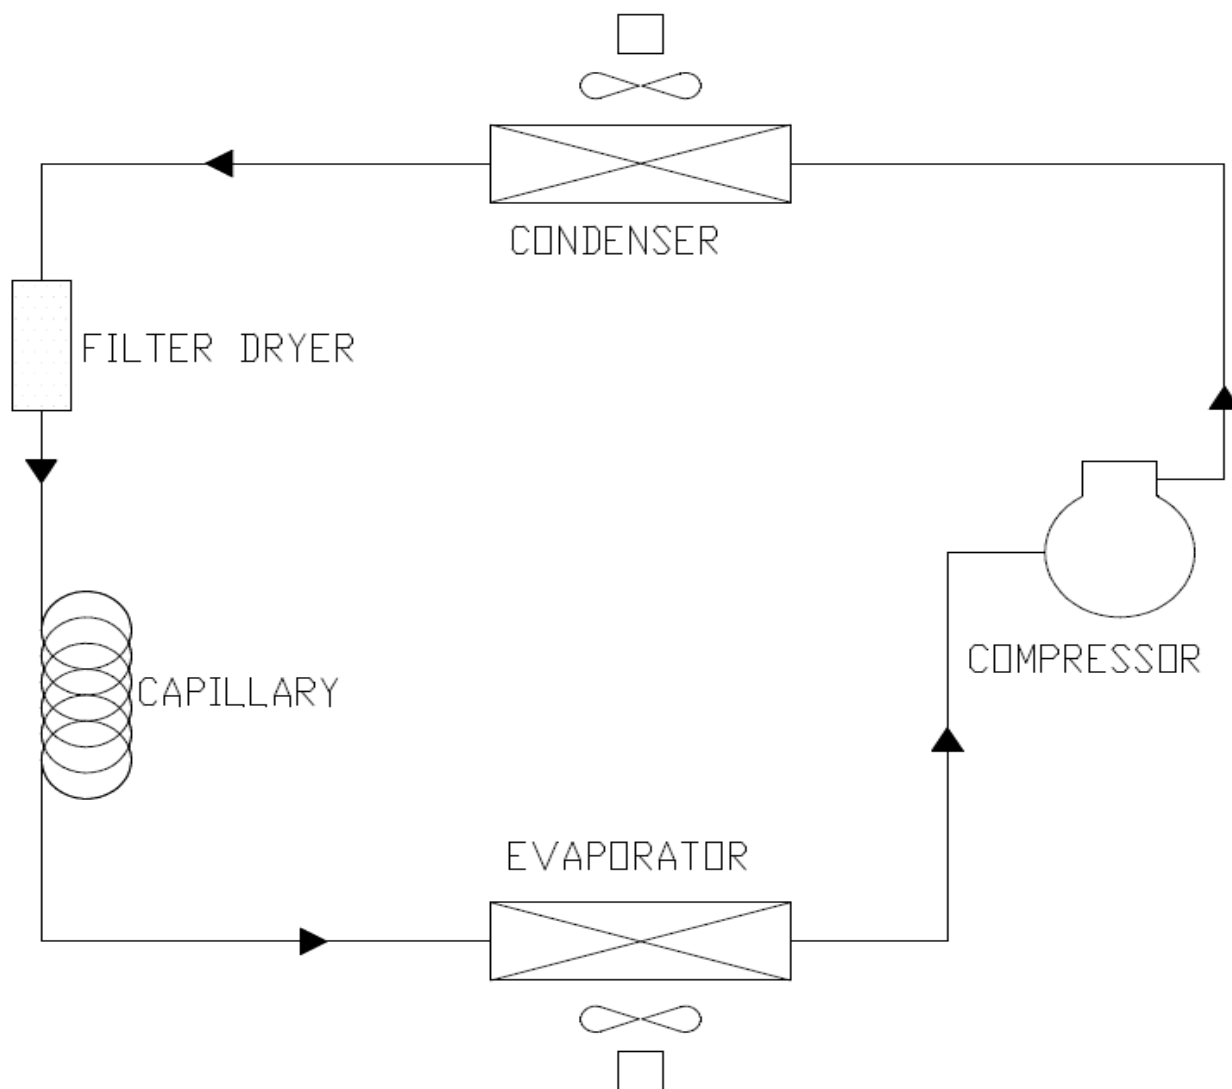 CONDENSER
FILTER DRYER
COMPRESSOR
CAPILLARY
EVAPORATOR